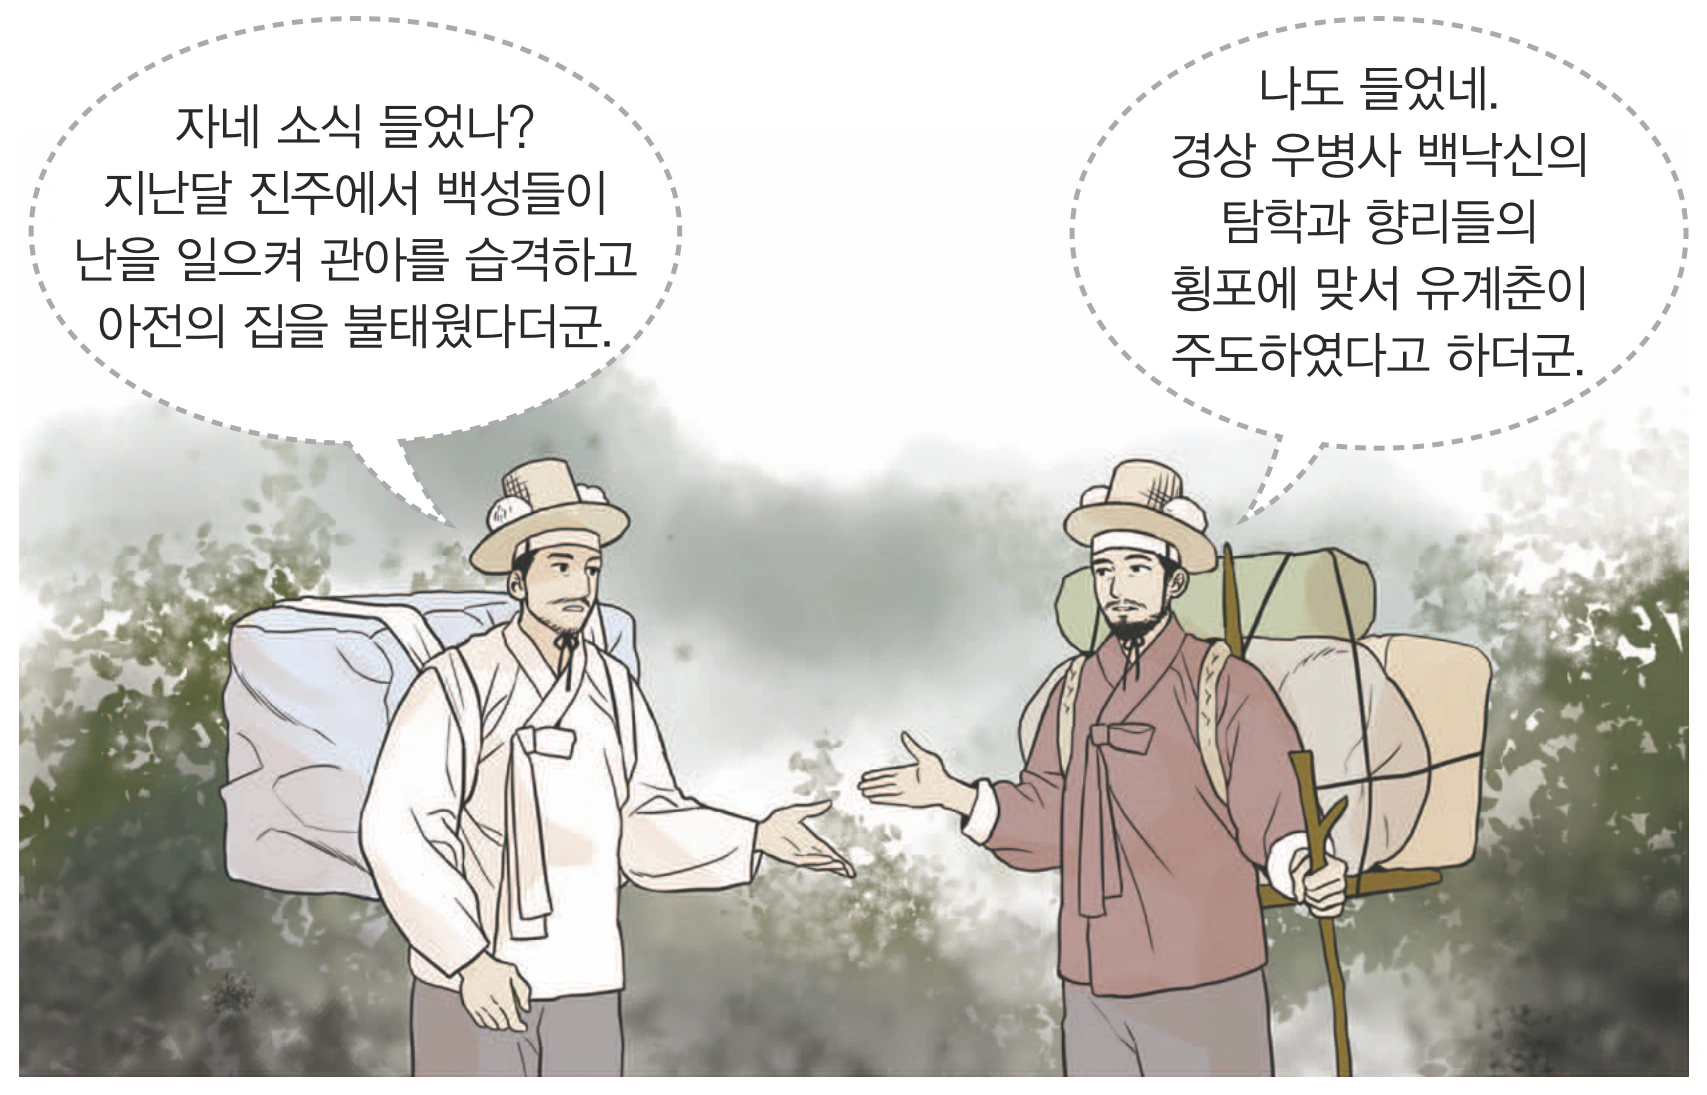 자네 소식 들었나?
지난달 진주에서 백성들이
난을 일으켜 관아를 습격하고
아전의 집을 불태웠다더군.
나도 들었네.
경상 우병사 백낙신의
탐학과 향리들의
횡포에 맞서 유계춘이
주도하였다고 하더군.